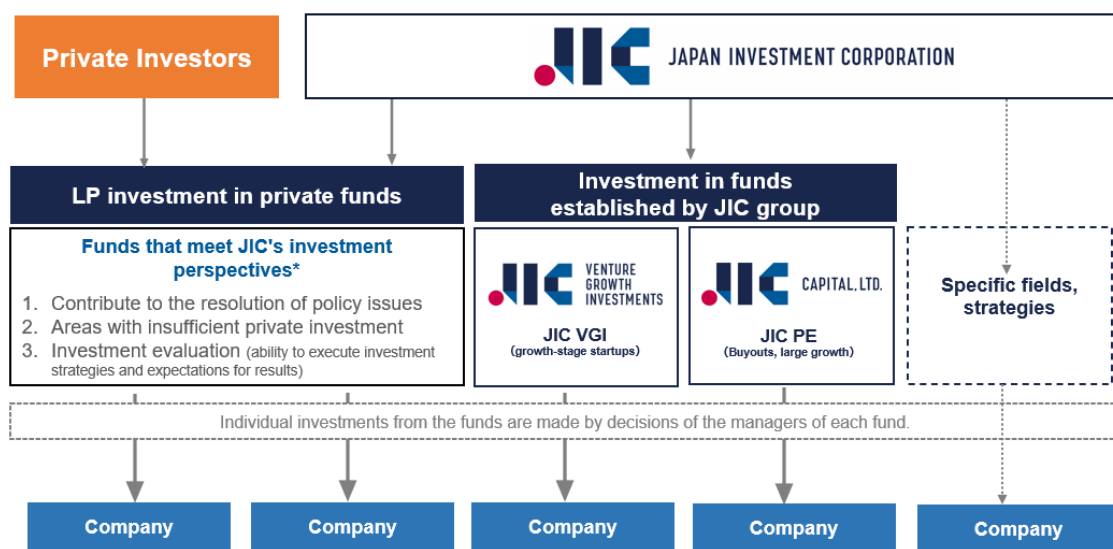 Private Investors
JIC JAPAN INVESTMENT CORPORATION
LP investment in private funds
Investment in funds
established by JIC group
Funds that meet JIC's investment
perspectives*
1. Contribute to the resolution of policy issues
2. Areas with insufficient private investment
3. Investment evaluation (ability to execute investment
strategies and expectations for results)
JIC VENTURE
GROWTH
INVESTMENTS
JIC VGI
(growth-stage startups)
JIC CAPITAL, LTD.
JIC PE
(Buyouts, large growth)
Specific fields,
strategies
Individual investments from the funds are made by decisions of the managers of each fund.
Company
Company
Company
Company
Company